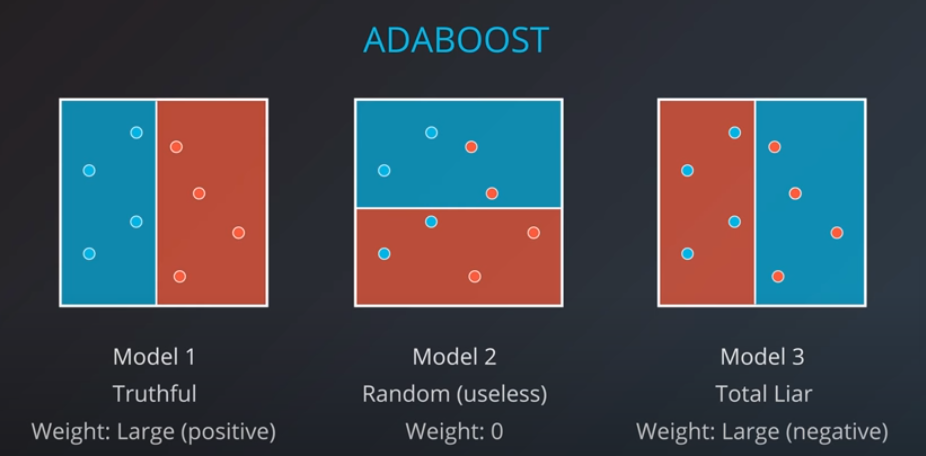 ADABOOST
Model 1
Truthful
Weight: Large (positive)
Model 2
Random (useless)
Weight: 0
Model 3
Total Liar
Weight: Large (negative)